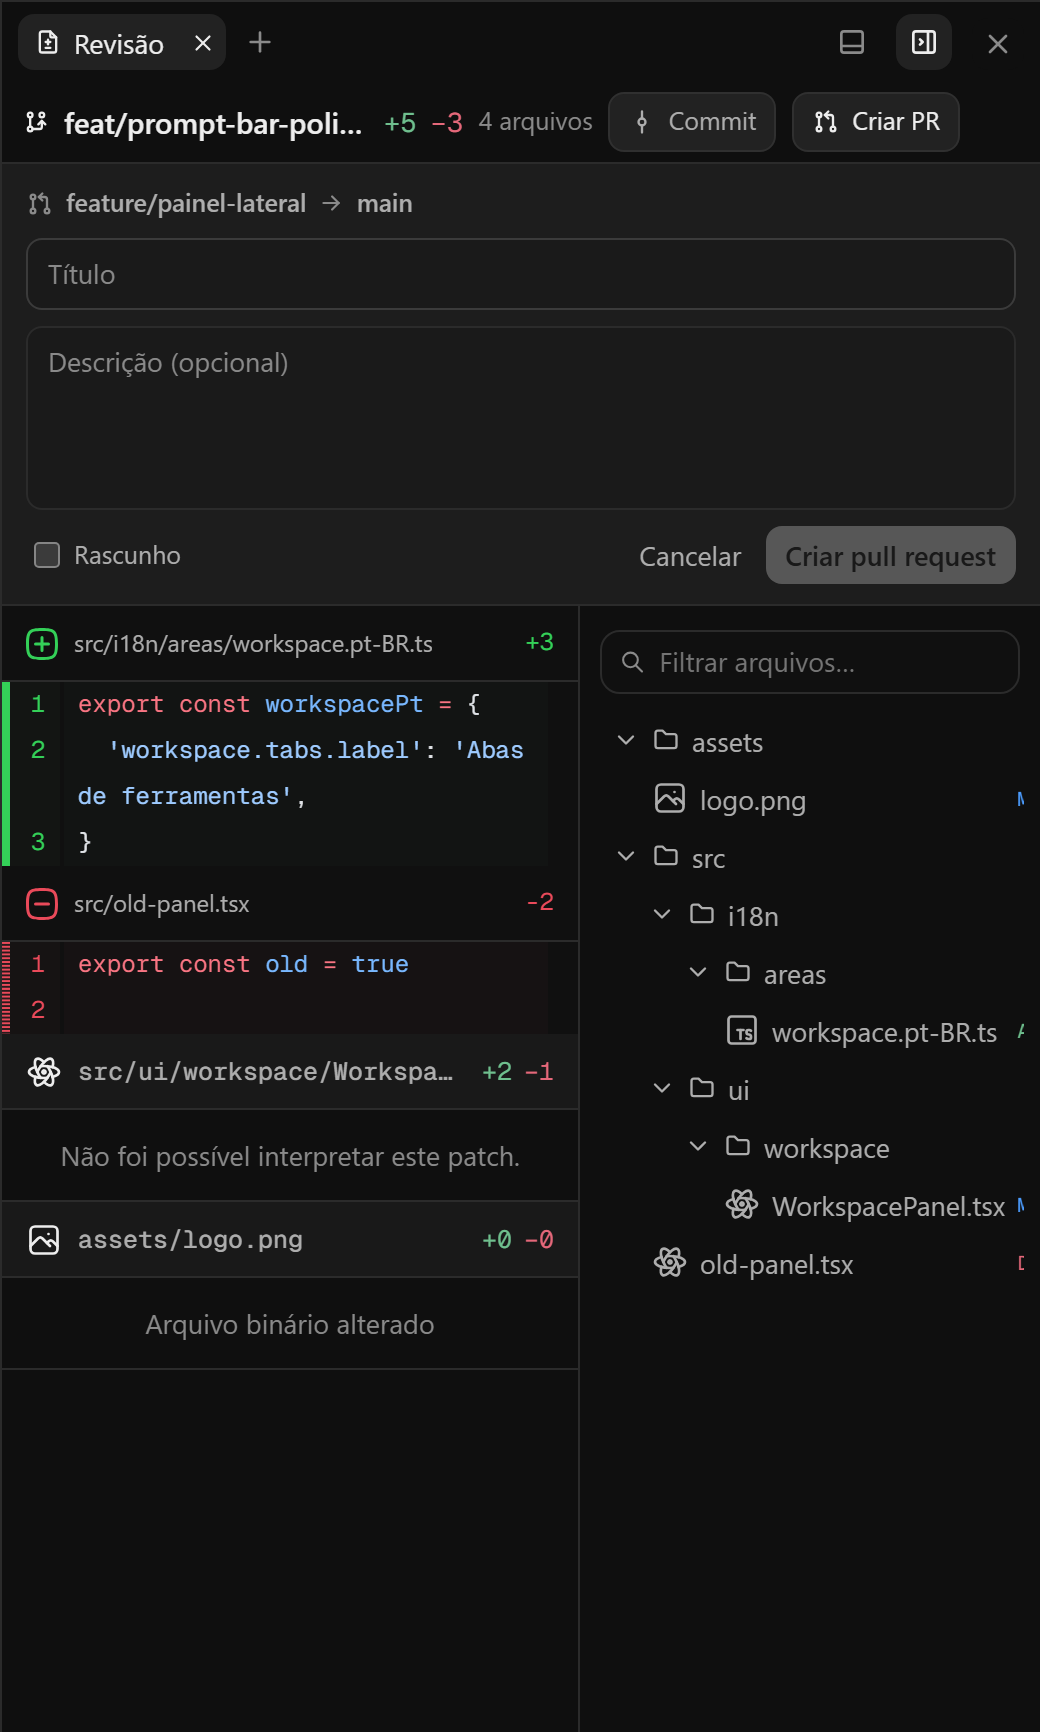 Revisão
feat/prompt-bar-poli... +5 −3 4 arquivos Commit Criar PR
feature/painel-lateral → main
Título
Descrição (opcional)
Rascunho Cancelar Criar pull request
src/i18n/areas/workspace.pt-BR.ts +3
1 export const workspacePt = {
2 'workspace.tabs.label': 'Abas
de ferramentas',
3 }
src/old-panel.tsx -2
1 export const old = true
2
src/ui/workspace/Workspa… +2 −1
Não foi possível interpretar este patch.
assets/logo.png +0 −0
Arquivo binário alterado
Filtrar arquivos...
assets
logo.png
src
i18n
areas
TS workspace.pt-BR.ts
ui
workspace
WorkspacePanel.tsx
old-panel.tsx